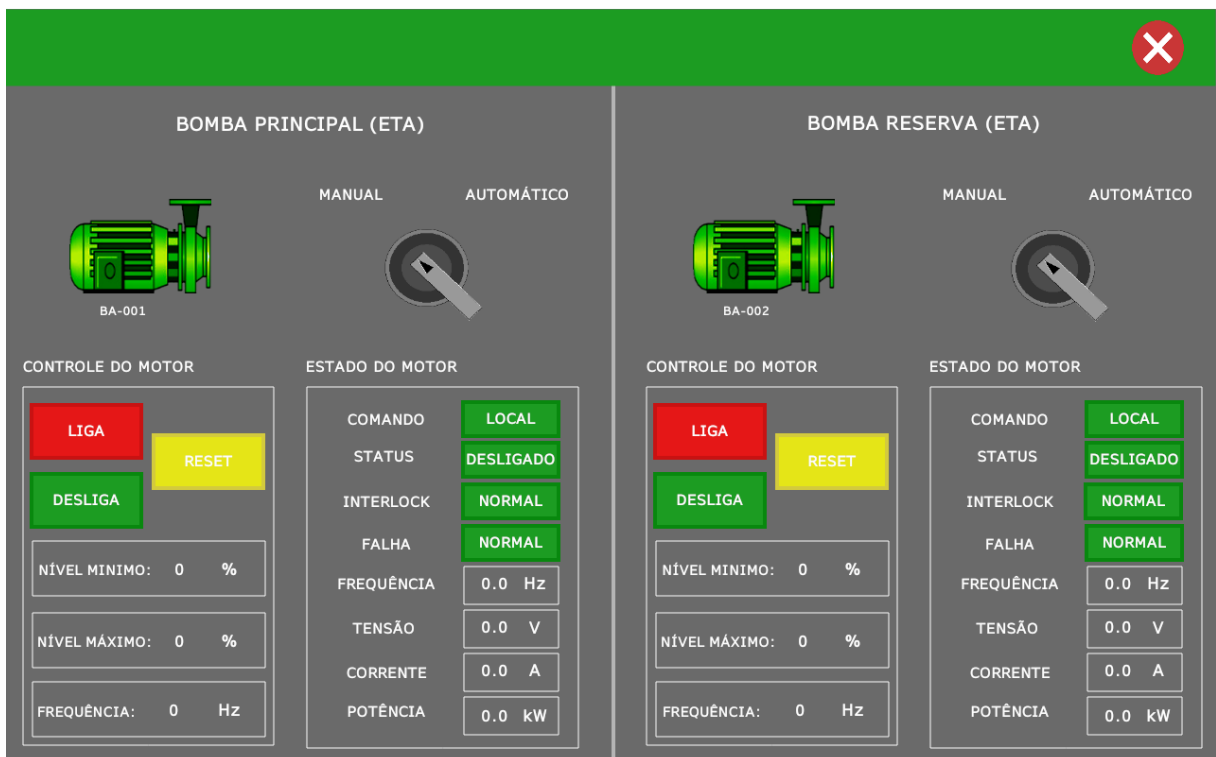 BOMBA PRINCIPAL (ETA)
MANUAL AUTOMÁTICO
BA-001
CONTROLE DO MOTOR
LIGA
RESET
DESLIGA
NÍVEL MINIMO: 0 %
NÍVEL MÁXIMO: 0 %
FREQUÊNCIA: 0 Hz
ESTADO DO MOTOR
COMANDO LOCAL
STATUS DESLIGADO
INTERLOCK NORMAL
FALHA NORMAL
FREQUÊNCIA 0.0 Hz
TENSÃO 0.0 V
CORRENTE 0.0 A
POTÊNCIA 0.0 kW
BOMBA RESERVA (ETA)
MANUAL AUTOMÁTICO
BA-002
CONTROLE DO MOTOR
LIGA
RESET
DESLIGA
NÍVEL MINIMO: 0 %
NÍVEL MÁXIMO: 0 %
FREQUÊNCIA: 0 Hz
ESTADO DO MOTOR
COMANDO LOCAL
STATUS DESLIGADO
INTERLOCK NORMAL
FALHA NORMAL
FREQUÊNCIA 0.0 Hz
TENSÃO 0.0 V
CORRENTE 0.0 A
POTÊNCIA 0.0 kW